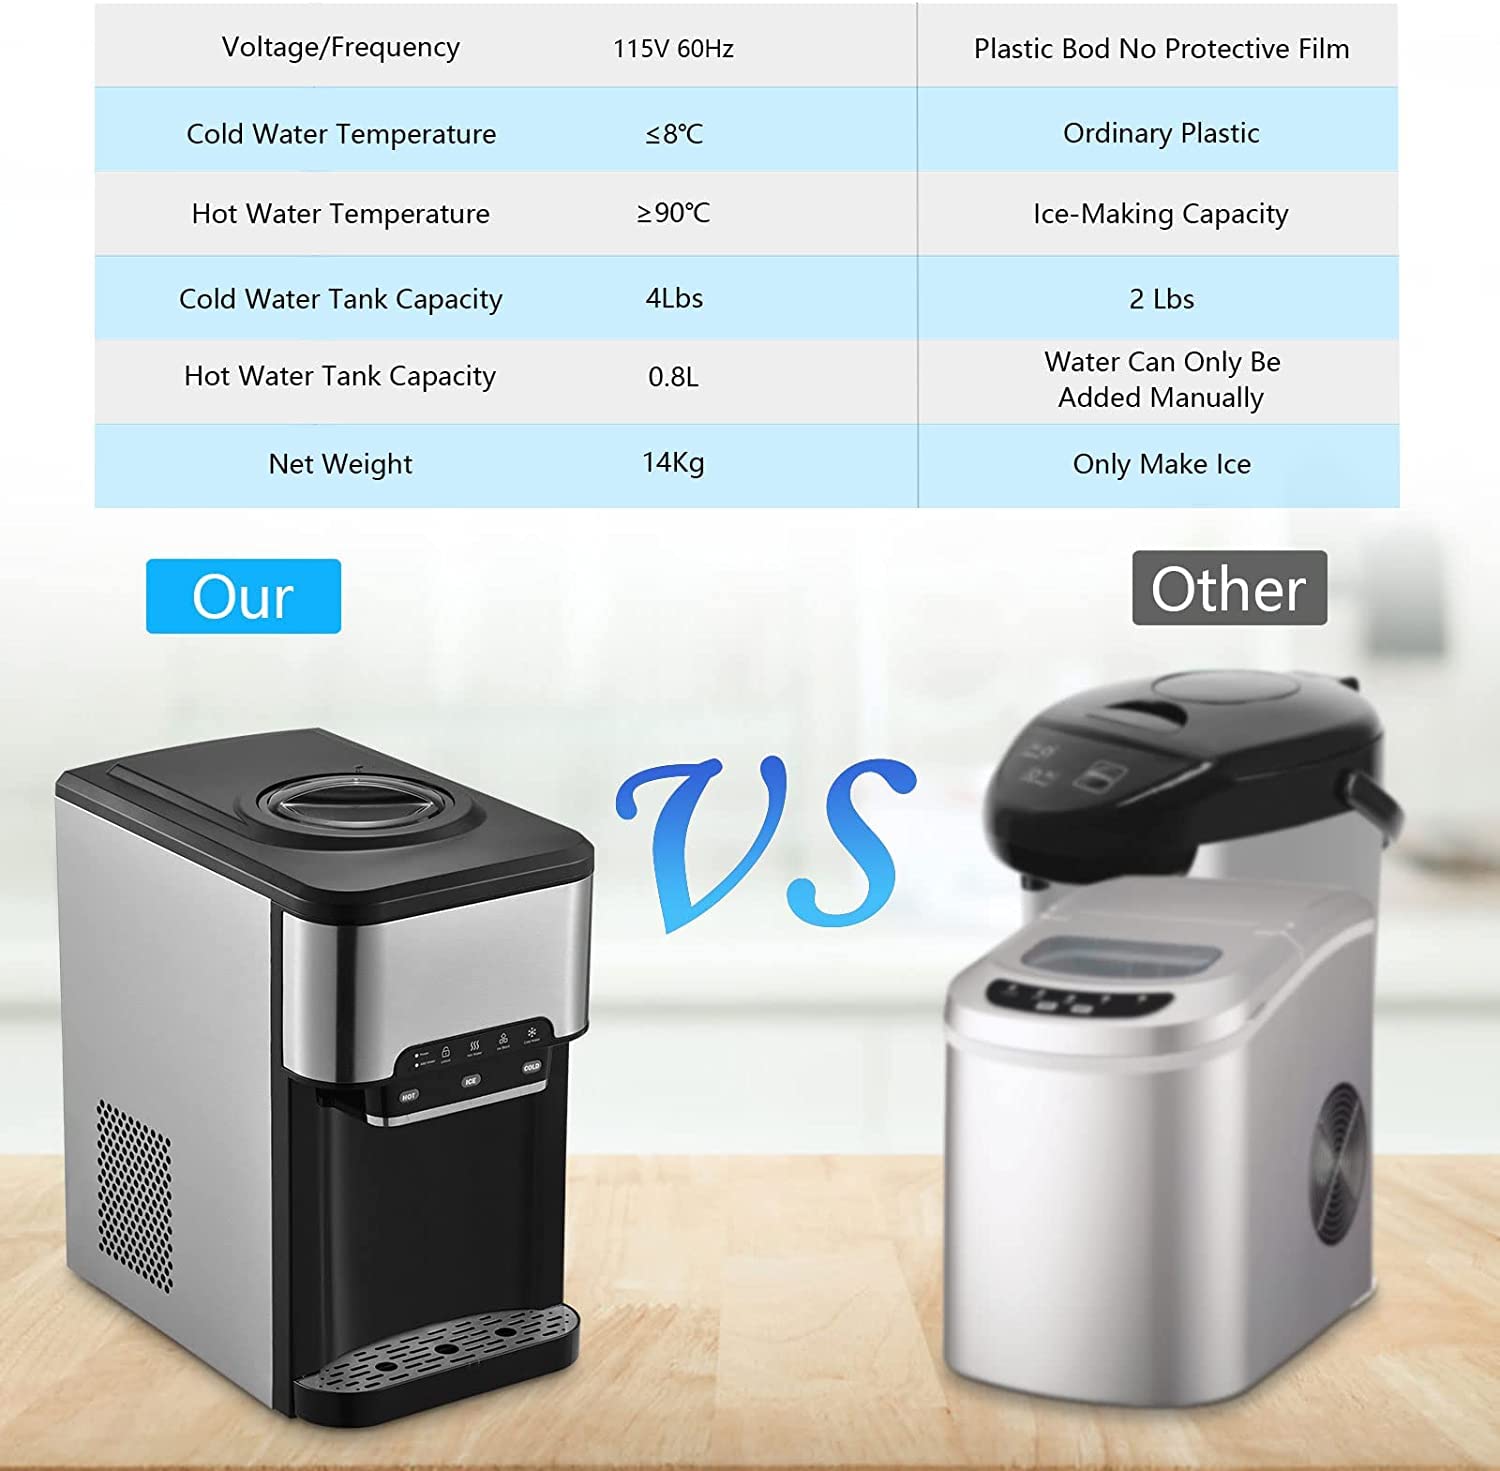 Voltage/Frequency 115V 60Hz Plastic Bod No Protective Film
Cold Water Temperature ≤8℃ Ordinary Plastic
Hot Water Temperature ≥90℃ Ice-Making Capacity
Cold Water Tank Capacity 4Lbs 2 Lbs
Hot Water Tank Capacity 0.8L Water Can Only Be
Added Manually
Net Weight 14Kg Only Make Ice
Our
Other
VS
HOT ICE COLD